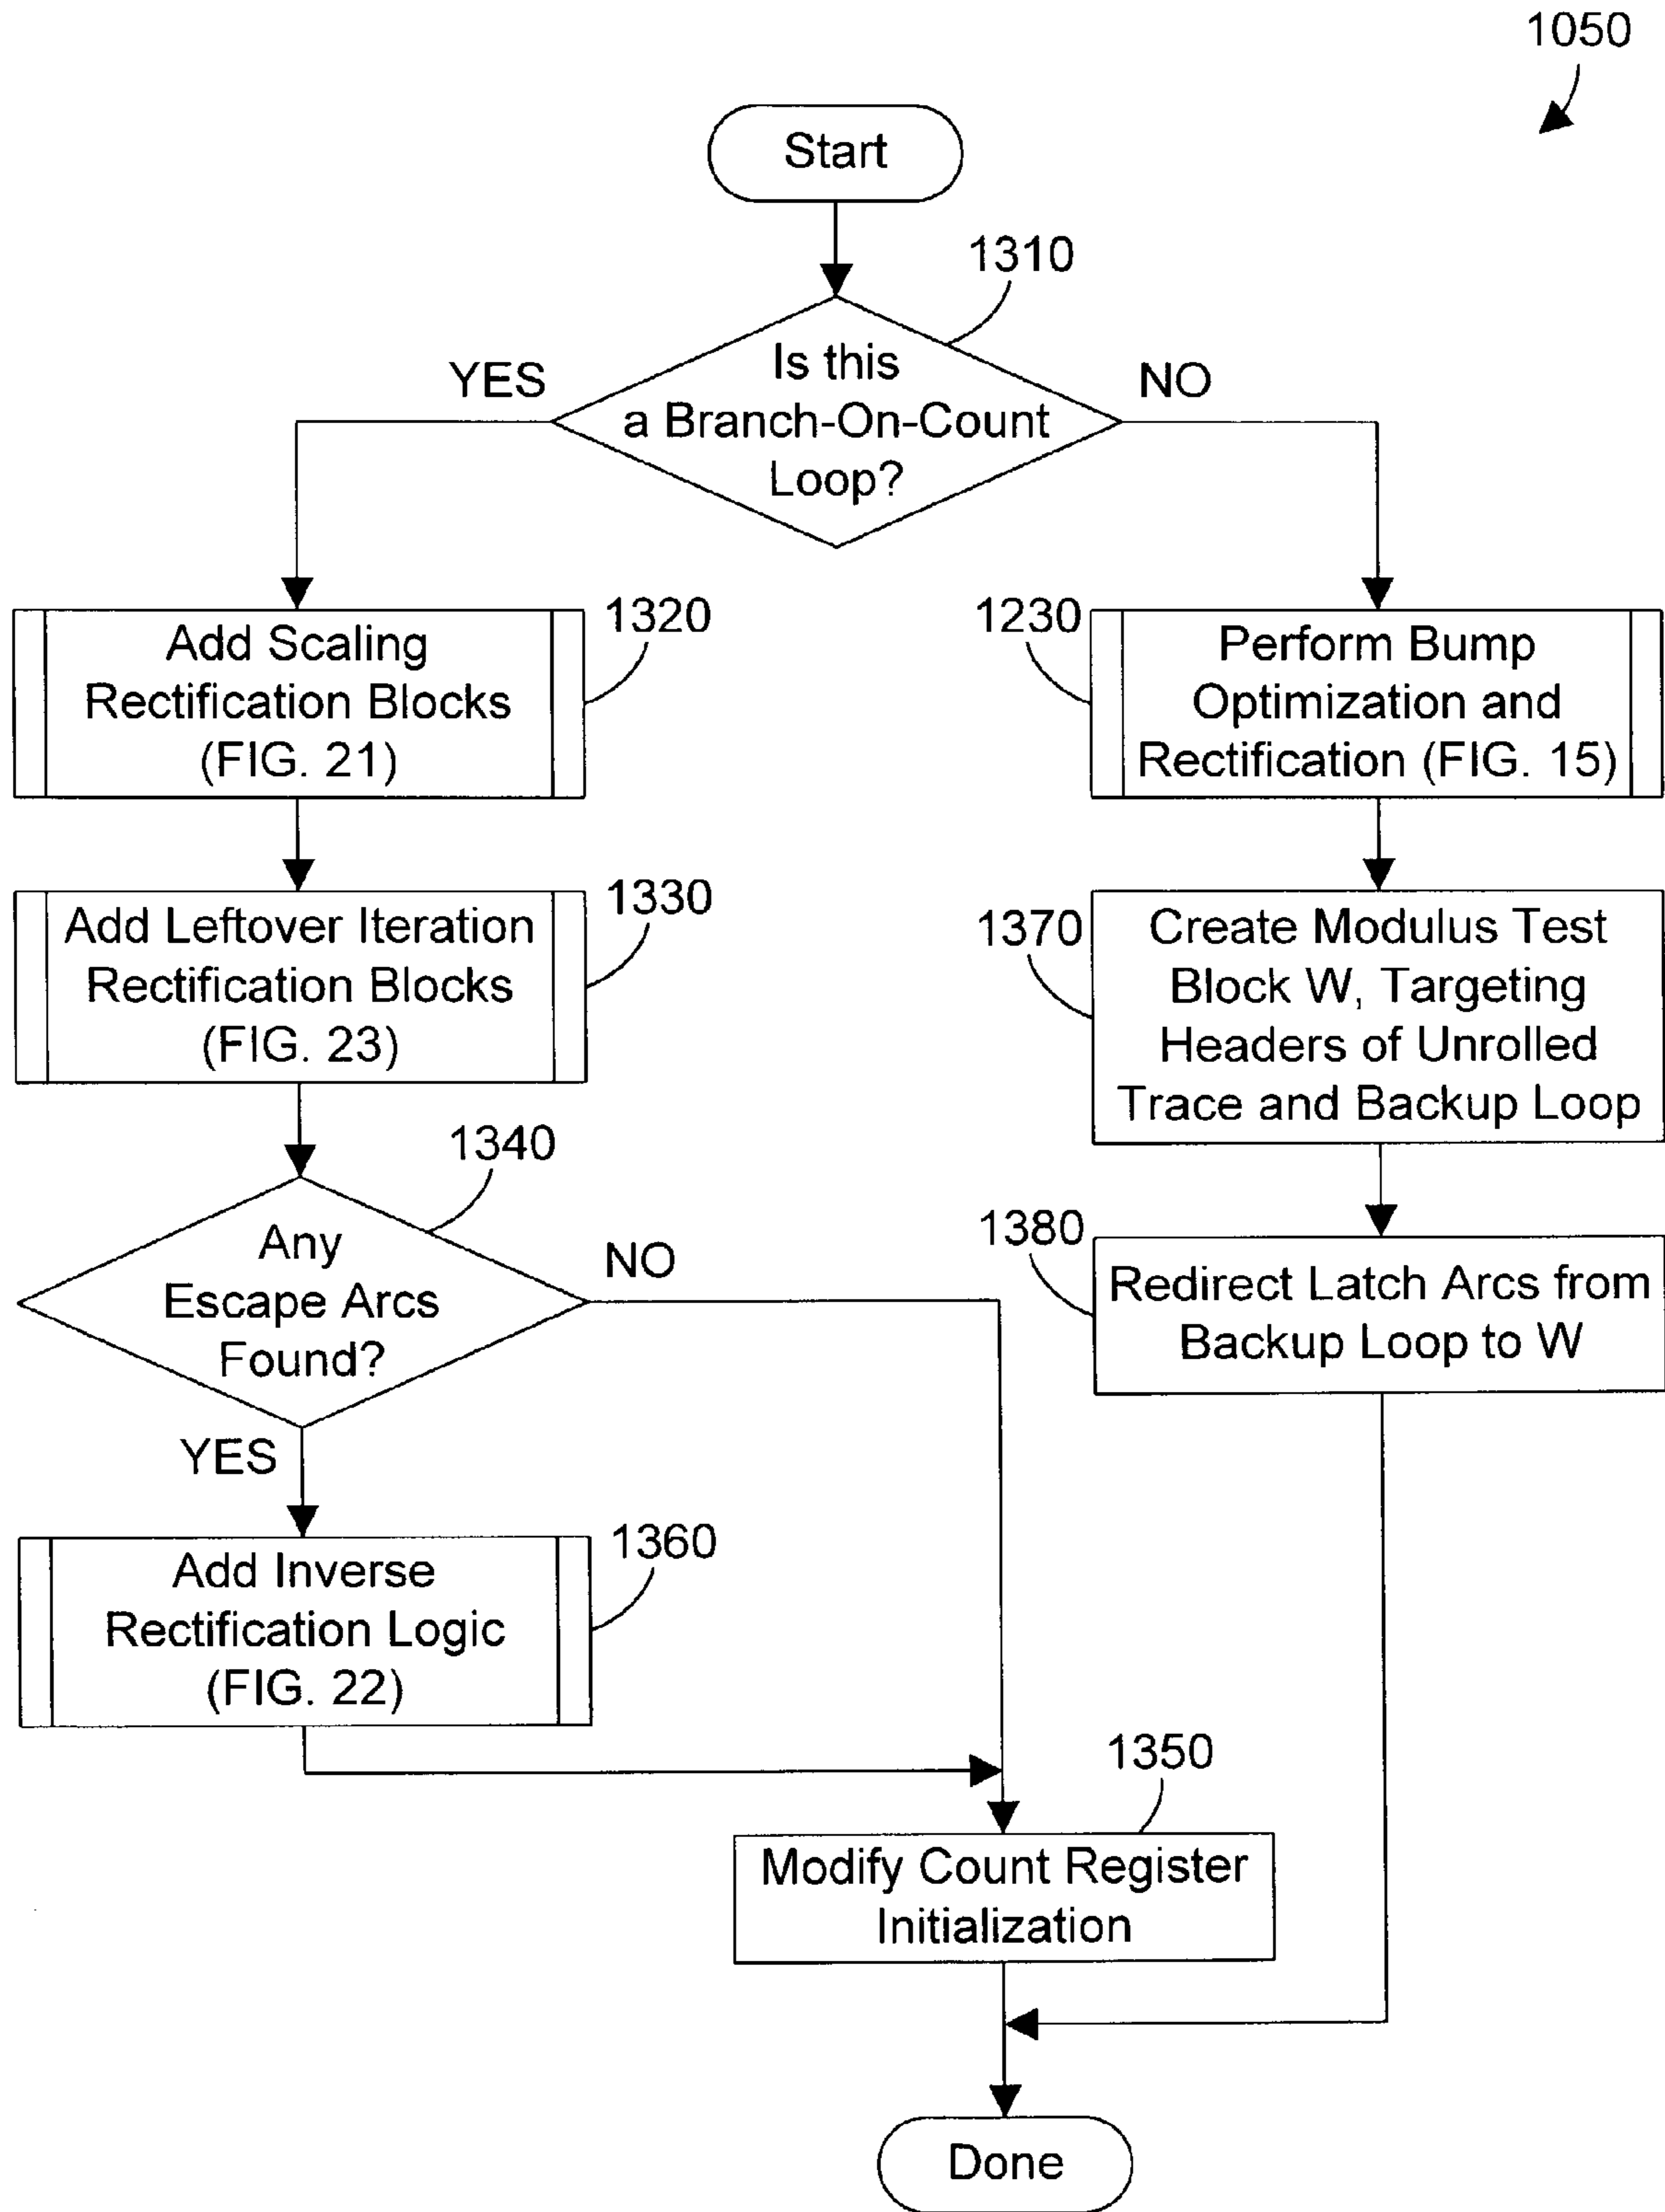 1050
Start
1310
Is this
a Branch-On-Count
Loop?
YES
NO
Add Scaling
Rectification Blocks
(FIG. 21)
1320
1230
Perform Bump
Optimization and
Rectification (FIG. 15)
Add Leftover Iteration
Rectification Blocks
(FIG. 23)
1330
1370
Create Modulus Test
Block W, Targeting
Headers of Unrolled
Trace and Backup Loop
1340
Any
Escape Arcs
Found?
NO
YES
1380
Redirect Latch Arcs from
Backup Loop to W
Add Inverse
Rectification Logic
(FIG. 22)
1360
1350
Modify Count Register
Initialization
Done